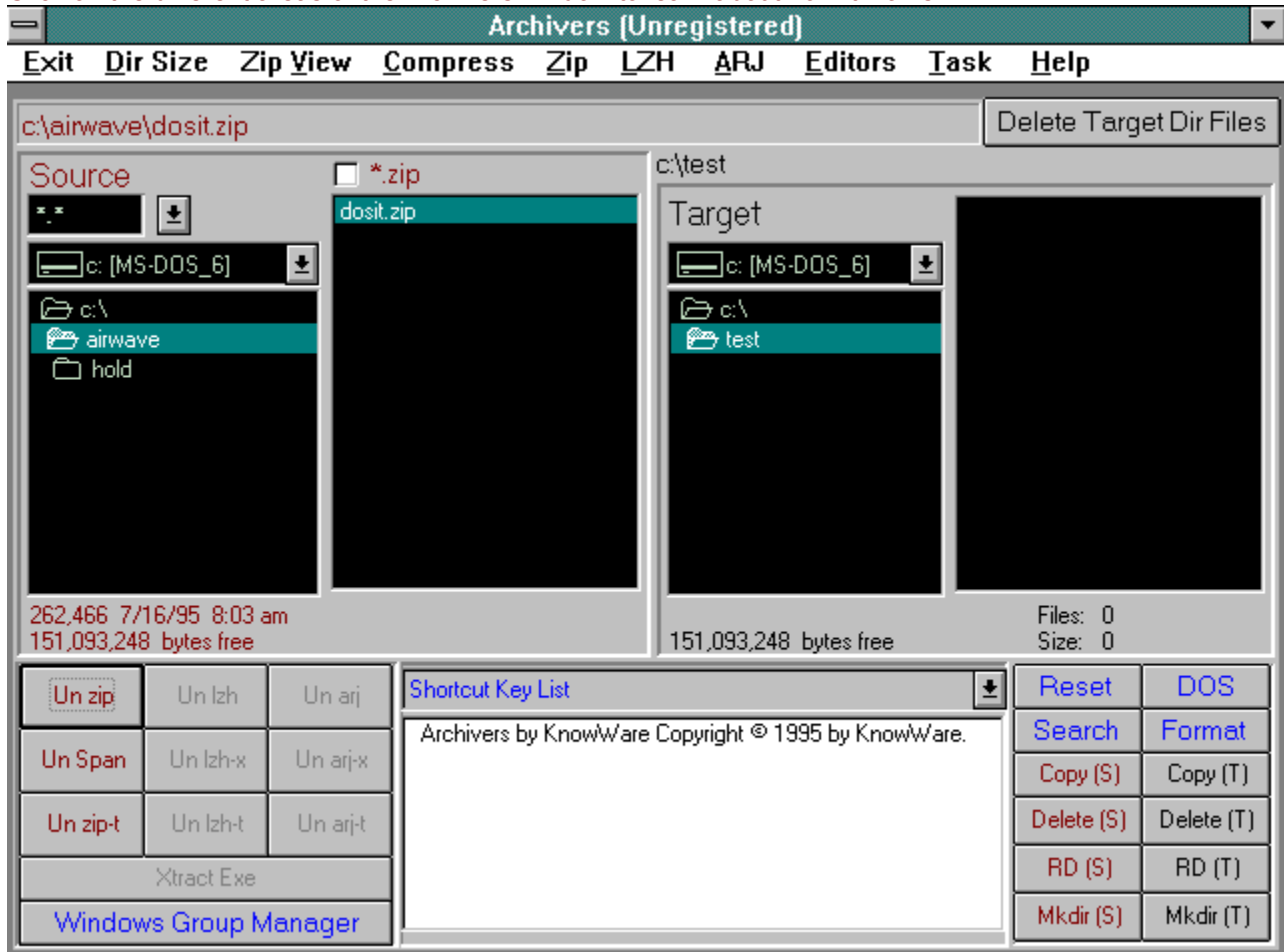 Archivers (Unregistered)
Exit Dir Size Zip View Compress Zip LZH ARJ Editors Task Help
c:\airwave\dosit.zip
Delete Target Dir Files
Source
*.zip
*.*
dosit.zip
c: [MS-DOS_6]
c:\
airwave
hold
262,466 7/16/95 8:03 am
151,093,248 bytes free
c:\test
Target
c: [MS-DOS_6]
c:\
test
151,093,248 bytes free
Files: 0
Size: 0
Un zip Un lzh Un arj
Un Span Un lzh-x Un arj-x
Un zip-t Un lzh-t Un arj-t
Xtract Exe
Windows Group Manager
Shortcut Key List
Archivers by KnowWare Copyright © 1995 by KnowWare.
Reset DOS
Search Format
Copy (S) Copy (T)
Delete (S) Delete (T)
RD (S) RD (T)
Mkdir (S) Mkdir (T)